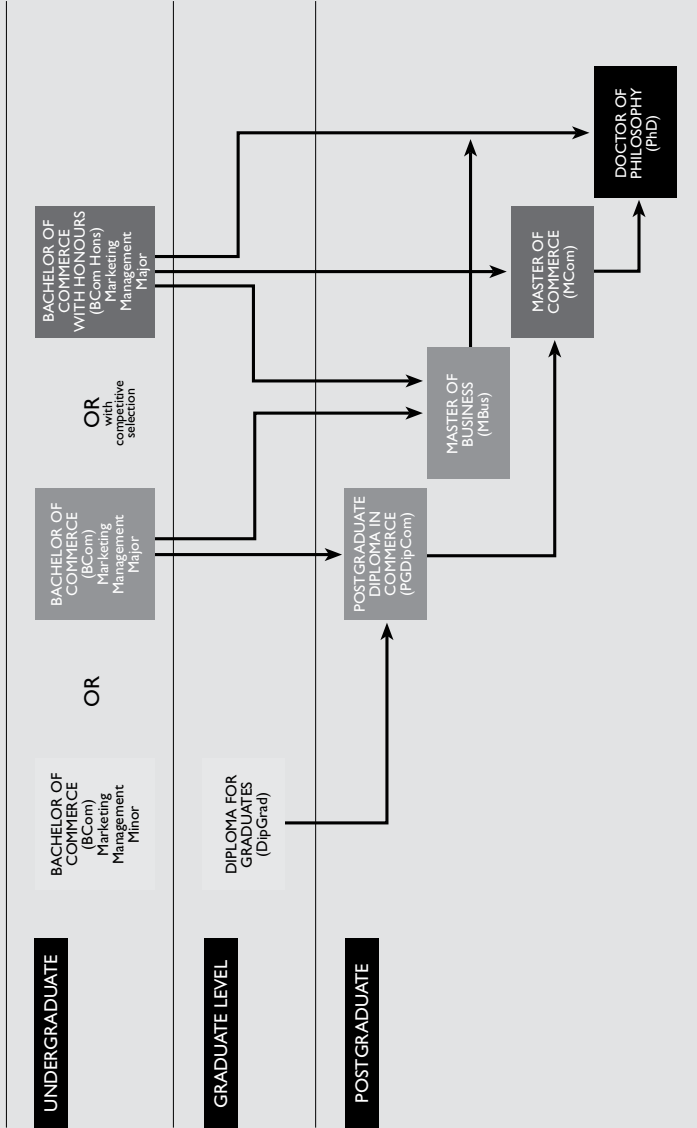 UNDERGRADUATE
BACHELOR OF
COMMERCE
(BCom)
Marketing
Management
Minor
OR
BACHELOR OF
COMMERCE
(BCom)
Marketing
Management
Major
OR
with
competitive
selection
BACHELOR OF
COMMERCE
WITH HONOURS
(BCom Hons)
Marketing
Management
Major
GRADUATE LEVEL
DIPLOMA FOR
GRADUATES
(DipGrad)
POSTGRADUATE
POSTGRADUATE
DIPLOMA IN
COMMERCE
(PGDipCom)
MASTER OF
BUSINESS
(MBus)
MASTER OF
COMMERCE
(MCom)
DOCTOR OF
PHILOSOPHY
(PhD)